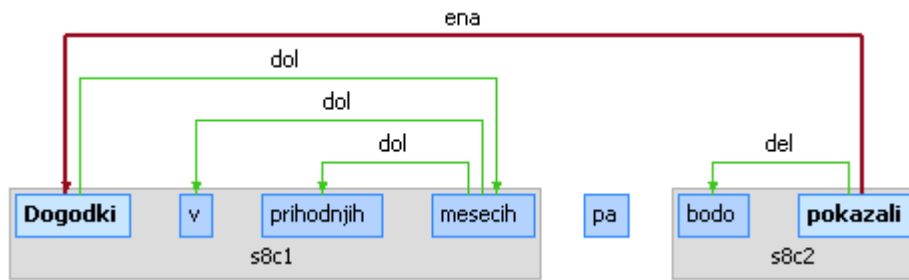 ena
dol
dol
dol del
Dogodki v prihodnjih mesecih pa bodo pokazali
s8c1 s8c2